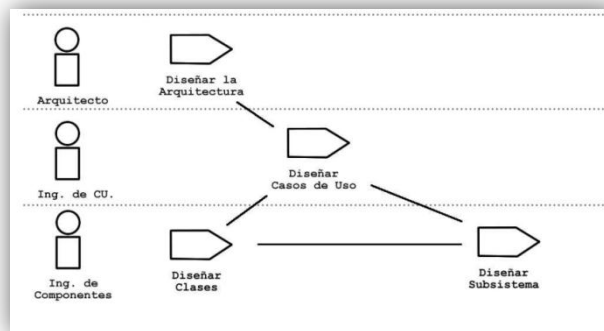 Diseñar la
Arquitectura
Arquitecto
Diseñar
Casos de Uso
Ing. de CU.
Ing. de
Componentes
Diseñar
Clases
Diseñar
Subsistema